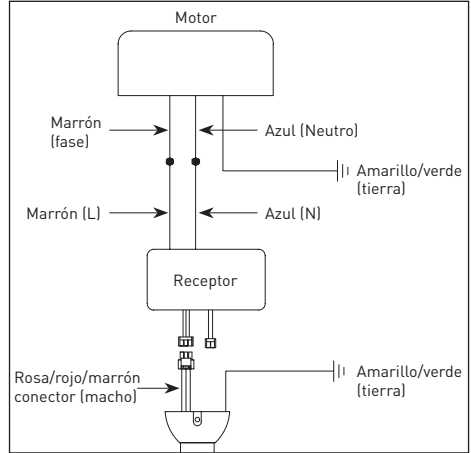 Motor
Marrón
(fase)
Azul (Neutro)
Amarillo/verde
(tierra)
Marrón (L)
Azul (N)
Receptor
Rosa/rojo/marrón
conector (macho)
Amarillo/verde
(tierra)